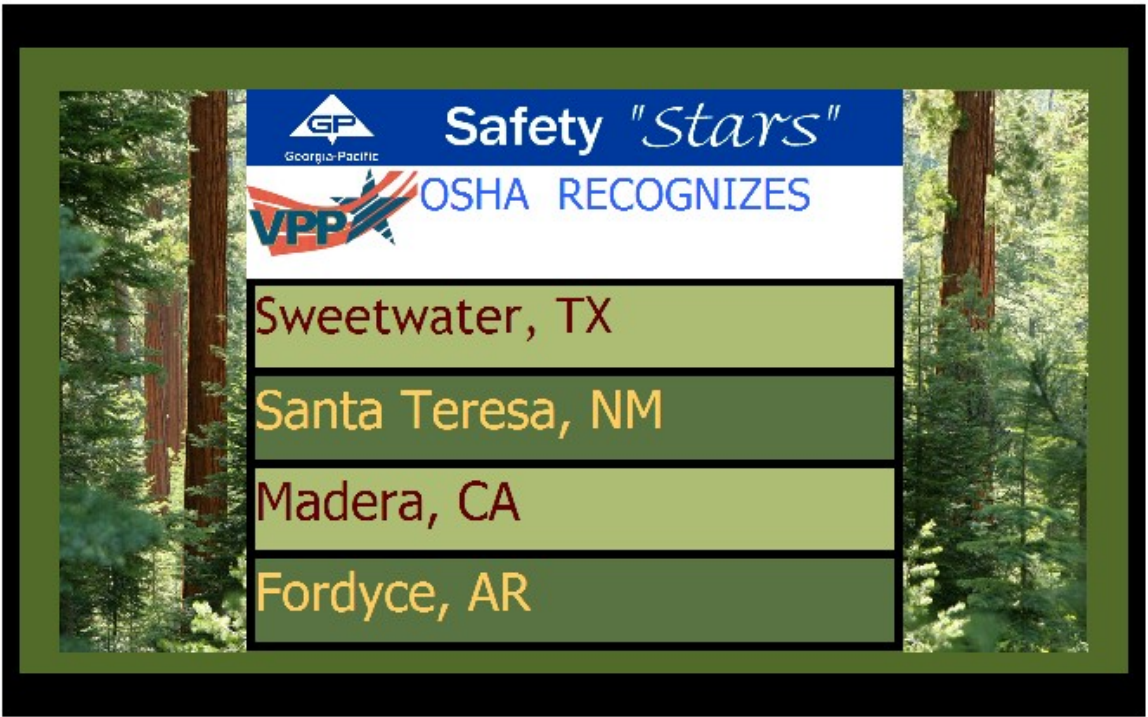 GP
Georgia-Pacific
Safety "Stars"
VPP
OSHA RECOGNIZES
Sweetwater, TX
Santa Teresa, NM
Madera, CA
Fordyce, AR